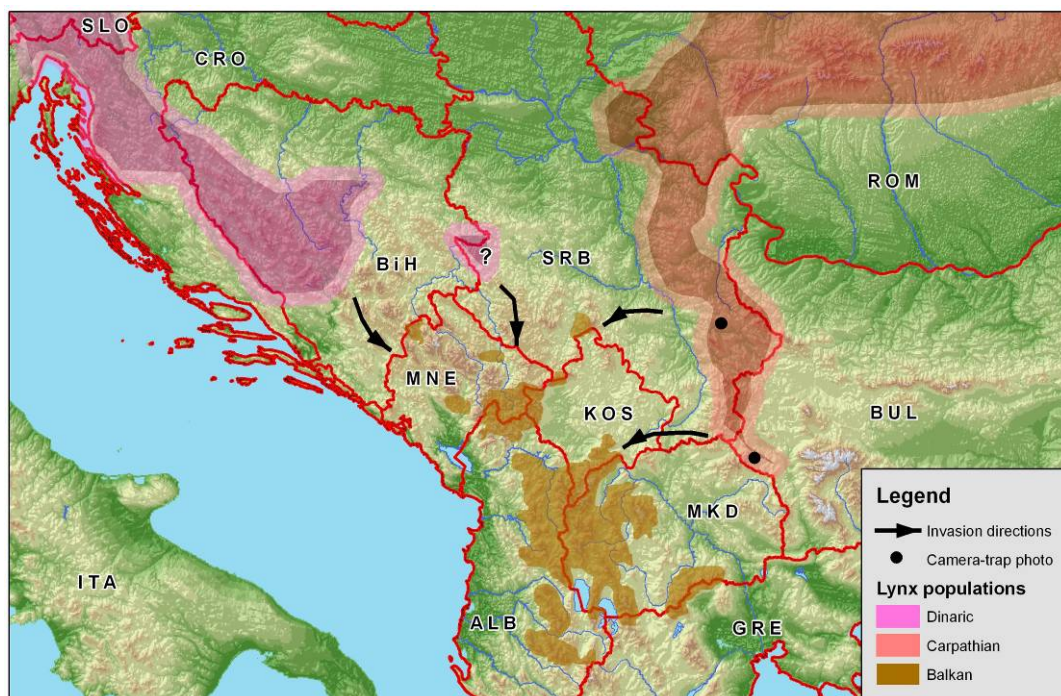 SLO
CRO
ROM
BiH
?
SRB
MNE
KOS
BUL
MKD
ITA
ALB
GRE
Legend
Invasion directions
Camera-trap photo
Lynx populations
Dinaric
Carpathian
Balkan